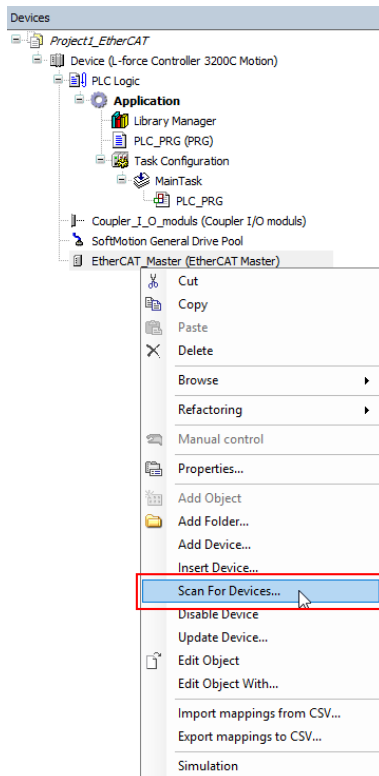 Devices
Project1_EtherCAT
Device (L-force Controller 3200C Motion)
PLC Logic
Application
Library Manager
PLC_PRG (PRG)
Task Configuration
MainTask
PLC_PRG
Coupler_I_O_moduls (Coupler I/O moduls)
SoftMotion General Drive Pool
EtherCAT_Master (EtherCAT Master)
Cut
Copy
Paste
Delete
Browse
Refactoring
Manual control
Properties...
Add Object
Add Folder...
Add Device...
Insert Device...
Scan For Devices...
Disable Device
Update Device...
Edit Object
Edit Object With...
Import mappings from CSV...
Export mappings to CSV...
Simulation